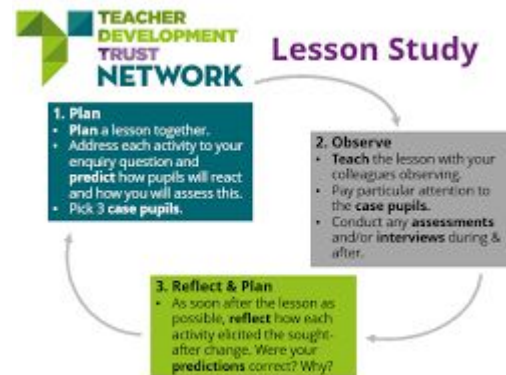 TEACHER
DEVELOPMENT
TRUST
NETWORK
Lesson Study
1. Plan
• Plan a lesson together.
• Address each activity to your
enquiry question and
predict how pupils will react
and how you will assess this.
• Pick 3 case pupils.
2. Observe
• Teach the lesson with your
colleagues observing.
• Pay particular attention to
the case pupils.
• Conduct any assessments
and/or interviews during &
after.
3. Reflect & Plan
• As soon after the lesson as
possible, reflect how each
activity elicited the sought-
after change. Were your
predictions correct? Why?